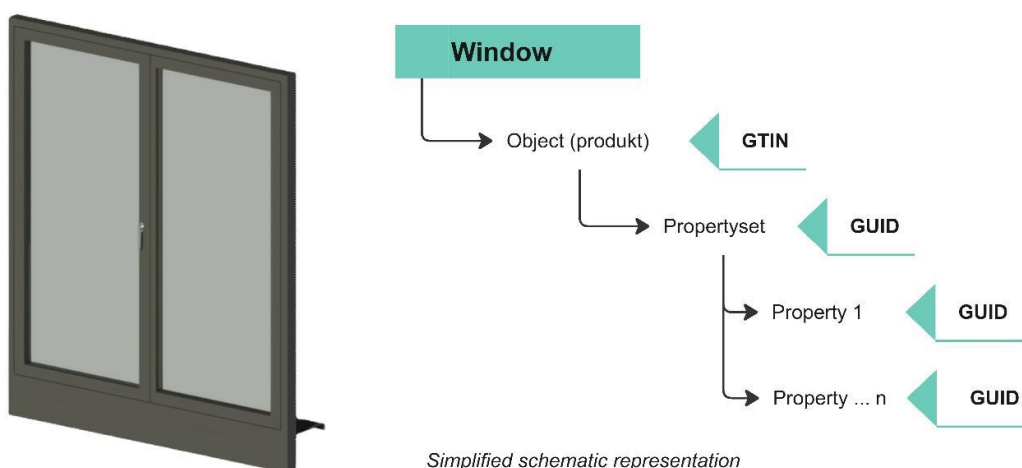 Window
Object (produkt) GTIN
Propertyset GUID
Property 1 GUID
Property ... n GUID
Simplified schematic representation